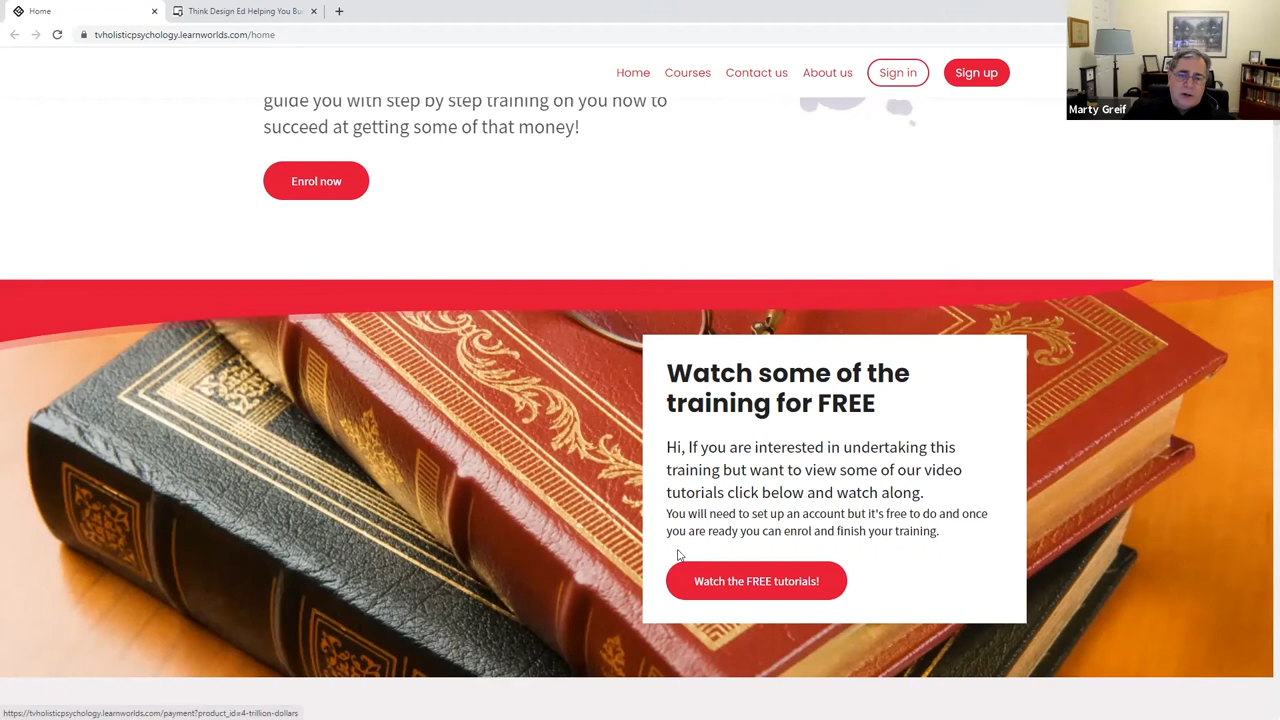 Home
Think Design Ed Helping You Bu
tvholisticpsychology.learnworlds.com/home
Home Courses Contact us About us Sign in Sign up
Marty Greif
guide you with step by step training on you how to
succeed at getting some of that money!
Enrol now
Watch some of the
training for FREE
Hi, If you are interested in undertaking this
training but want to view some of our video
tutorials click below and watch along.
You will need to set up an account but it's free to do and once
you are ready you can enrol and finish your training.
Watch the FREE tutorials!
https://tvholisticpsychology.learnworlds.com/payment?product_id=4-trillion-dollars